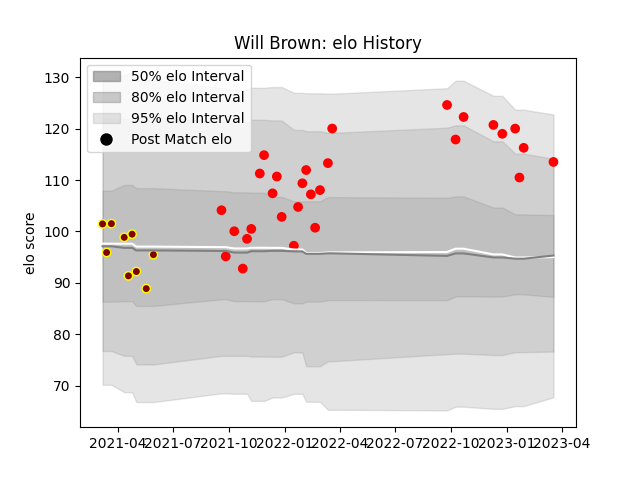 Will Brown: elo History
50% elo Interval
80% elo Interval
95% elo Interval
Post Match elo
elo score
130
120
110
100
90
80
70
2021-04 2021-07 2021-10 2022-01 2022-04 2022-07 2022-10 2023-01 2023-04